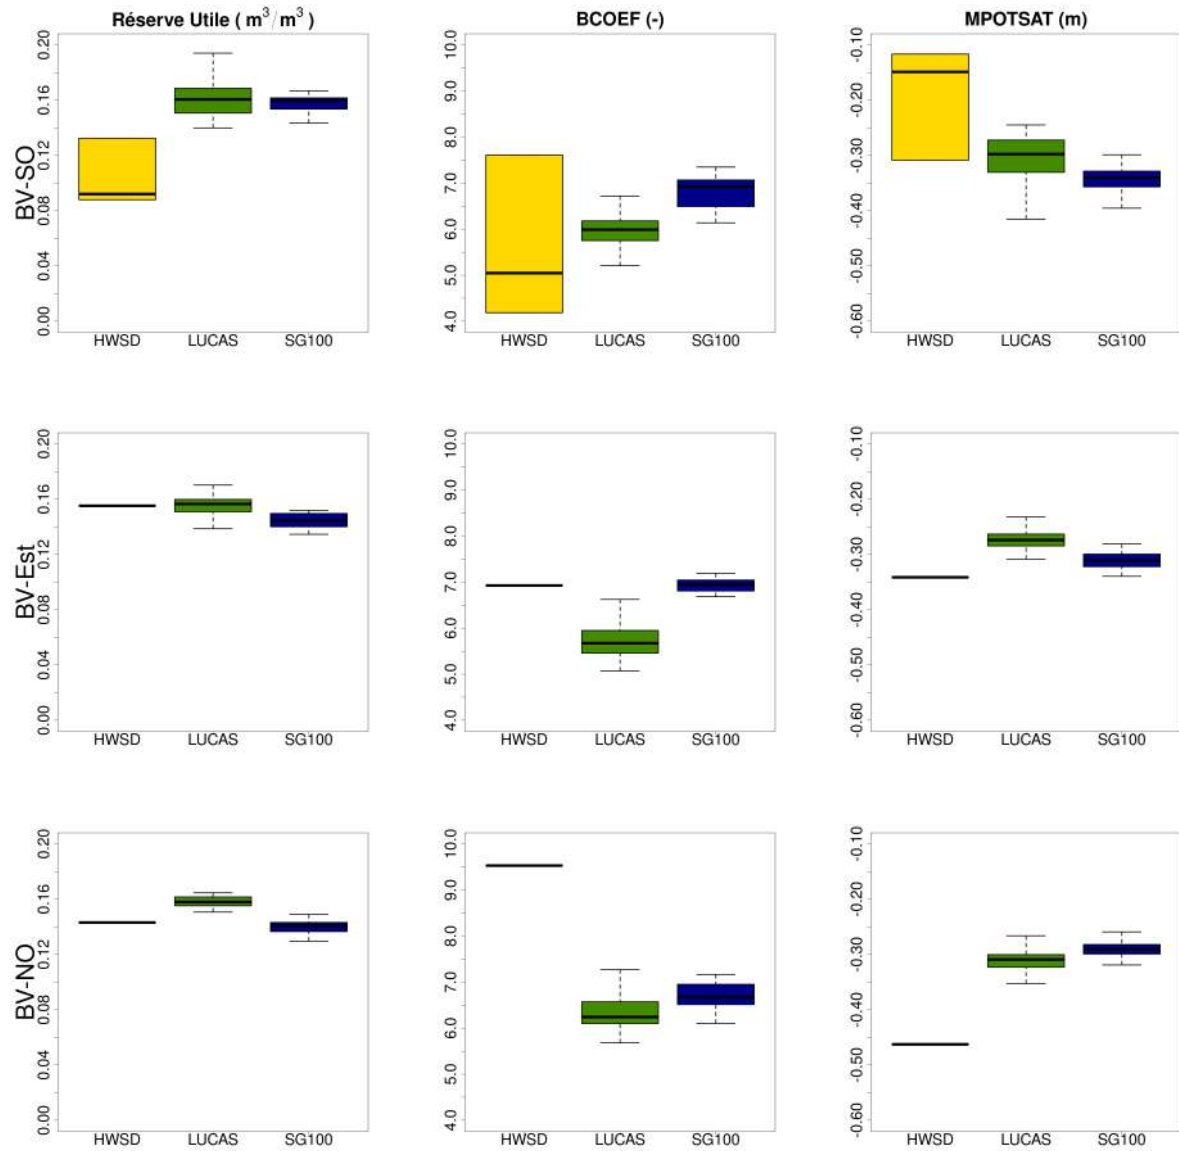 Réserve Utile ( m³/m³ ) BCOEF (-) MPOTSAT (m)
BV-SO
0.20 0.16 0.12 0.08 0.04 0.00
10.0 9.0 8.0 7.0 6.0 5.0 4.0
-0.10 -0.20 -0.30 -0.40 -0.50 -0.60
HWSD LUCAS SG100 HWSD LUCAS SG100 HWSD LUCAS SG100
BV-Est
0.20 0.16 0.12 0.08 0.04 0.00
10.0 9.0 8.0 7.0 6.0 5.0 4.0
-0.10 -0.20 -0.30 -0.40 -0.50 -0.60
HWSD LUCAS SG100 HWSD LUCAS SG100 HWSD LUCAS SG100
BV-NO
0.20 0.16 0.12 0.08 0.04 0.00
10.0 9.0 8.0 7.0 6.0 5.0 4.0
-0.10 -0.20 -0.30 -0.40 -0.50 -0.60
HWSD LUCAS SG100 HWSD LUCAS SG100 HWSD LUCAS SG100